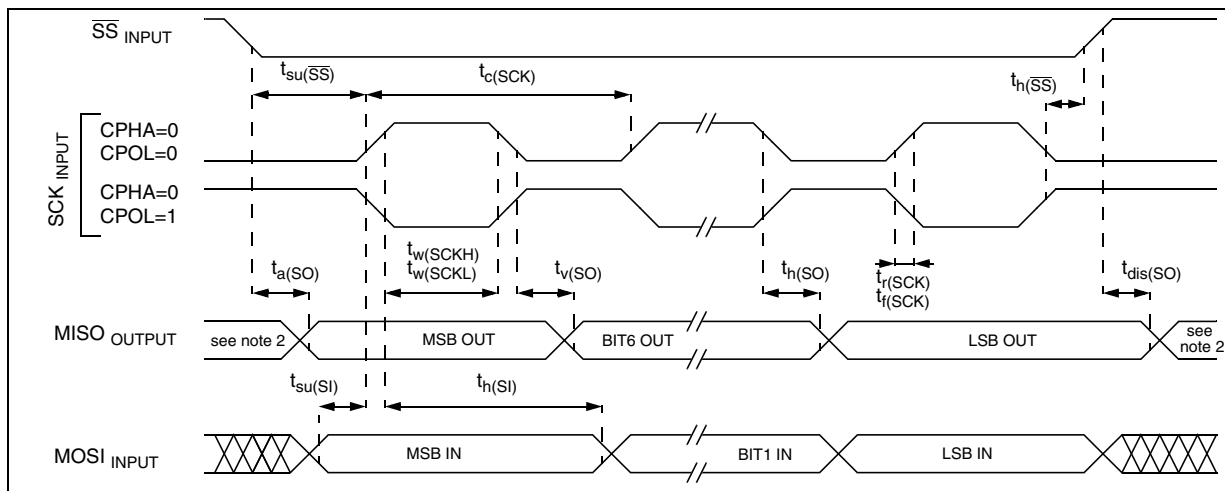 SS INPUT
tsu(SS)
tc(SCK)
th(SS)
SCK INPUT
CPHA=0
CPOL=0
CPHA=0
CPOL=1
ta(SO)
tw(SCKH)
tw(SCKL)
tv(SO)
th(SO)
tr(SCK)
tf(SCK)
tdis(SO)
MISO OUTPUT
see note 2
MSB OUT
BIT6 OUT
LSB OUT
see
note 2
tsu(SI)
th(SI)
MOSI INPUT
MSB IN
BIT1 IN
LSB IN